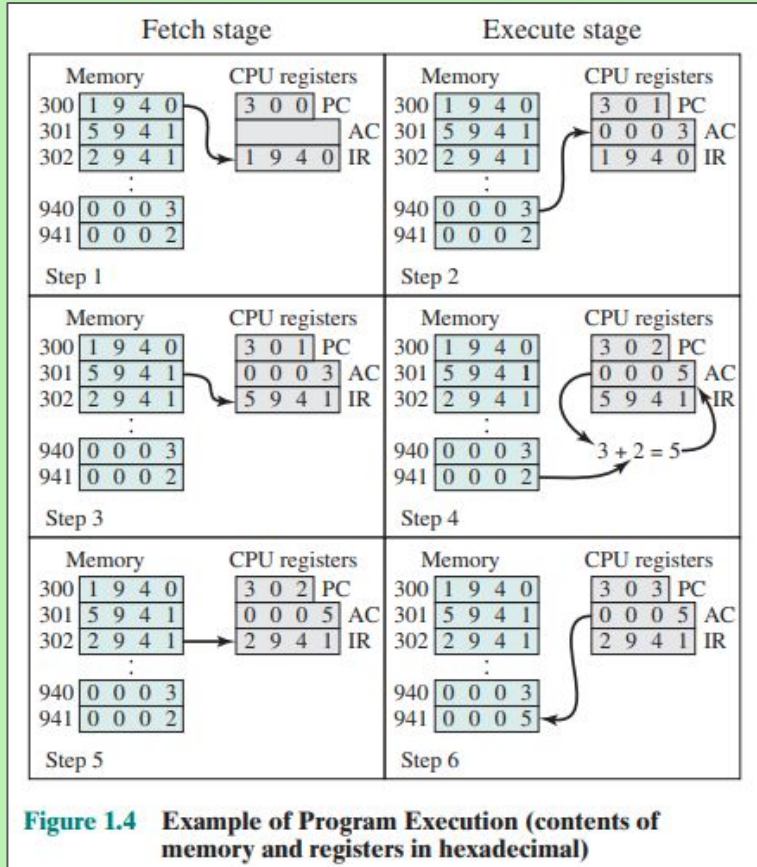 Fetch stage
Execute stage
Memory CPU registers
300 1 9 4 0 3 0 0 PC
301 5 9 4 1 AC
302 2 9 4 1 1 9 4 0 IR
:
940 0 0 0 3
941 0 0 0 2
Step 1
Memory CPU registers
300 1 9 4 0 3 0 1 PC
301 5 9 4 1 0 0 0 3 AC
302 2 9 4 1 1 9 4 0 IR
:
940 0 0 0 3
941 0 0 0 2
Step 2
Memory CPU registers
300 1 9 4 0 3 0 1 PC
301 5 9 4 1 0 0 0 3 AC
302 2 9 4 1 5 9 4 1 IR
:
940 0 0 0 3
941 0 0 0 2
Step 3
Memory CPU registers
300 1 9 4 0 3 0 2 PC
301 5 9 4 1 0 0 0 5 AC
302 2 9 4 1 5 9 4 1 IR
:
940 0 0 0 3 3 + 2 = 5
941 0 0 0 2
Step 4
Memory CPU registers
300 1 9 4 0 3 0 2 PC
301 5 9 4 1 0 0 0 5 AC
302 2 9 4 1 2 9 4 1 IR
:
940 0 0 0 3
941 0 0 0 2
Step 5
Memory CPU registers
300 1 9 4 0 3 0 3 PC
301 5 9 4 1 0 0 0 5 AC
302 2 9 4 1 2 9 4 1 IR
:
940 0 0 0 3
941 0 0 0 5
Step 6
Figure 1.4 Example of Program Execution (contents of
memory and registers in hexadecimal)